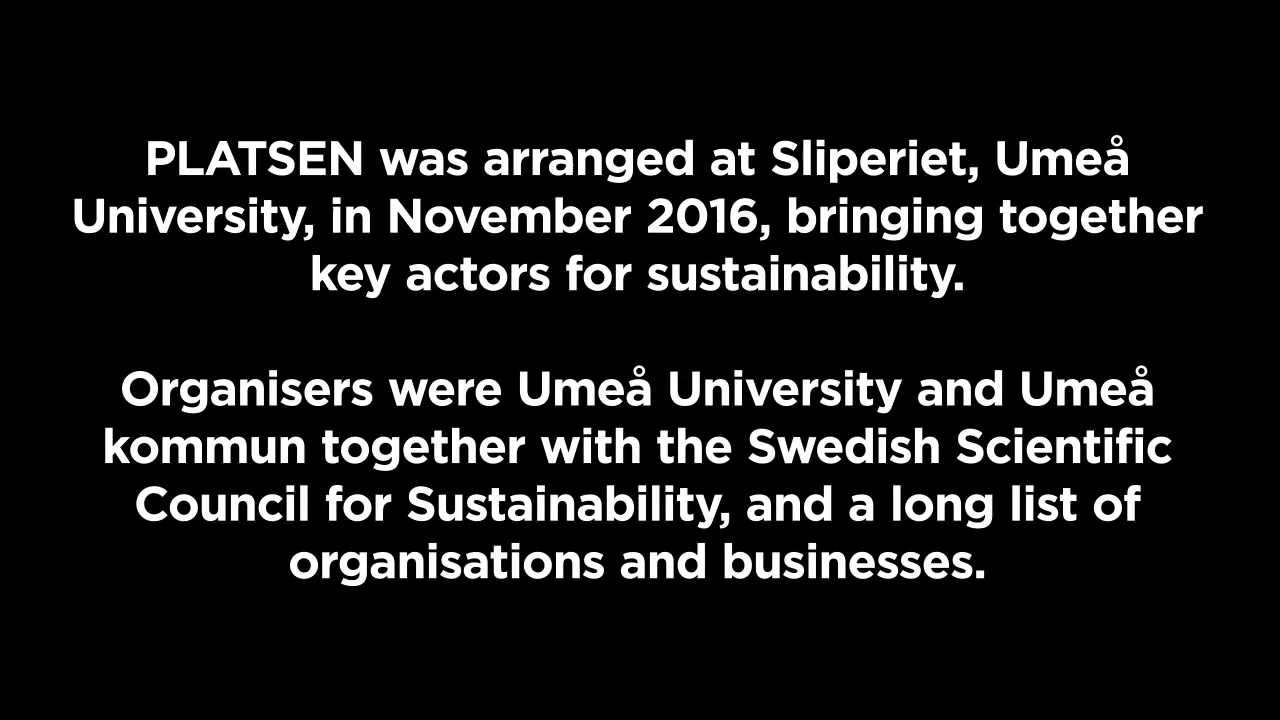 PLATSEN was arranged at Sliperiet, Umeå
University, in November 2016, bringing together
key actors for sustainability.
Organisers were Umeå University and Umeå
kommun together with the Swedish Scientific
Council for Sustainability, and a long list of
organisations and businesses.